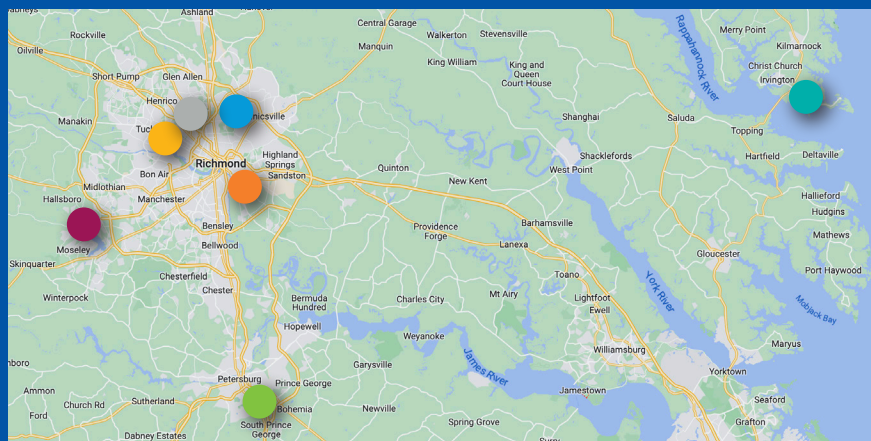 Ashland
Central Garage
Merry Point
Rockville
Walkerton
Stevensville
Kilmarnock
Oilville
Manquin
Rappahannock River
King William
King and
Queen
Court House
Christ Church
Irvington
Short Pump
Glen Allen
Henrico
Manakin
Shanghai
Saluda
Topping
Richmond
Highland
Springs
Sandston
Shacklefords
Hartfield
Deltaville
Bon Air
Quinton
West Point
Midlothian
New Kent
Hallsboro
Manchester
Hallieford
Hudgins
Bensley
Providence
Forge
Barhamsville
Mathews
Moseley
Bellwood
Lanexa
Gloucester
Skinquarter
Chesterfield
Toano
Port Haywood
Winterpock
Chester
Bermuda
Hundred
Charles City
Mt Airy
Lightfoot
Ewell
York River
Mobjack Bay
Hopewell
Weyanoke
Maryus
Williamsburg
James River
Garysville
Yorktown
Petersburg
Prince George
Ammon
Church Rd
Sutherland
Bohemia
Newville
Jamestown
Seaford
Ford
South Prince
George
Spring Grove
Grafton
Dabney Estates